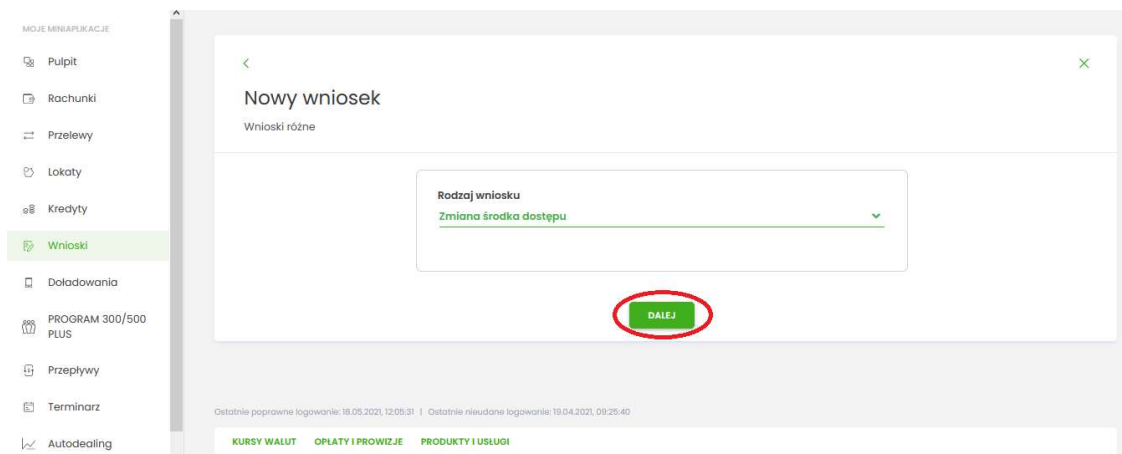 MOJE MINIAPLIKACJE
Pulpit
Rachunki
Przelewy
Lokaty
Kredyty
Wnioski
Doładowania
PROGRAM 300/500
PLUS
Przepływy
Terminarz
Autodealing
Nowy wniosek
Wnioski różne
Rodzaj wniosku
Zmiana środka dostępu
DALEJ
Ostatnie poprawne logowanie: 18.05.2021, 12:05:31 | Ostatnie nieudane logowanie: 19.04.2021, 09:25:40
KURSY WALUT OPŁATY I PROWIZJE PRODUKTY I USŁUGI